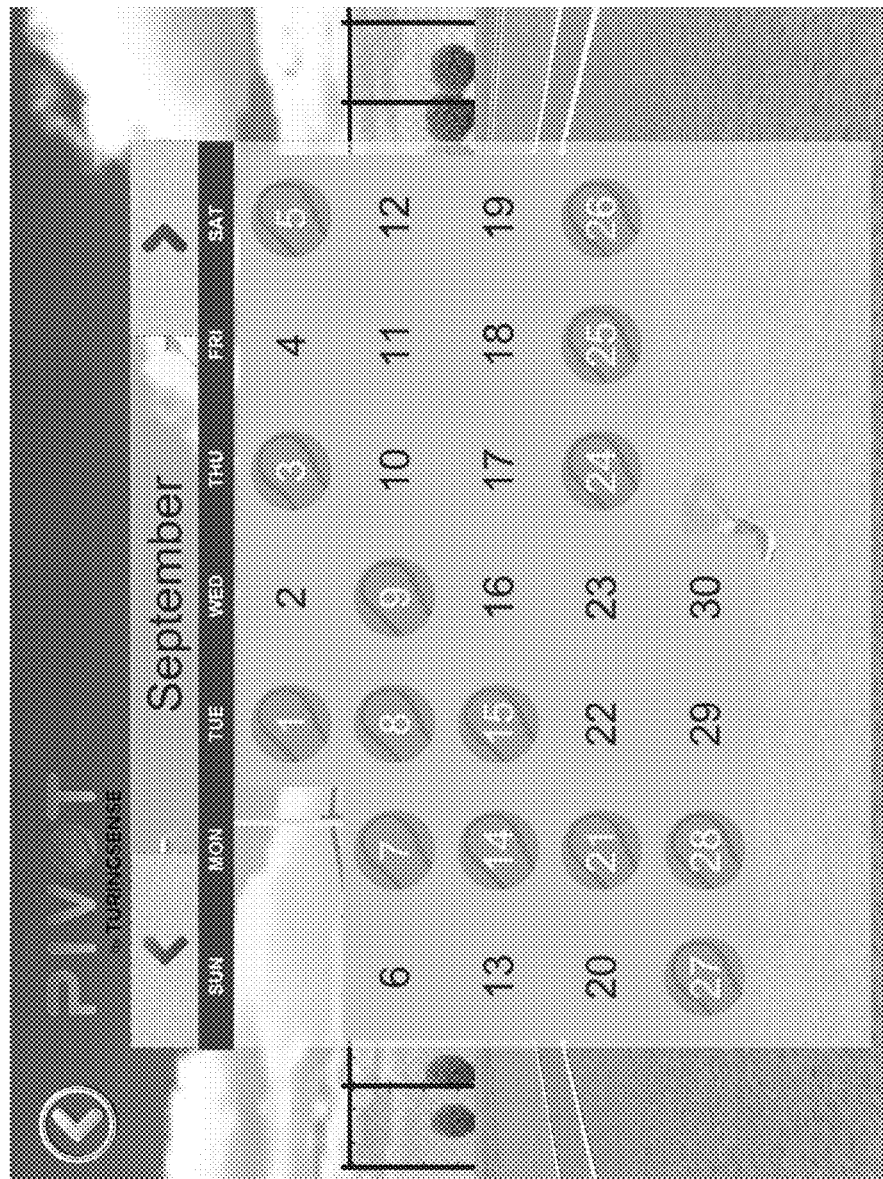 PIVOT
TURINGSENSE
September
SUN MON TUE WED THU FRI SAT
1 2 3 4 5
6 7 8 9 10 11 12
13 14 15 16 17 18 19
20 21 22 23 24 25 26
27 28 29 30